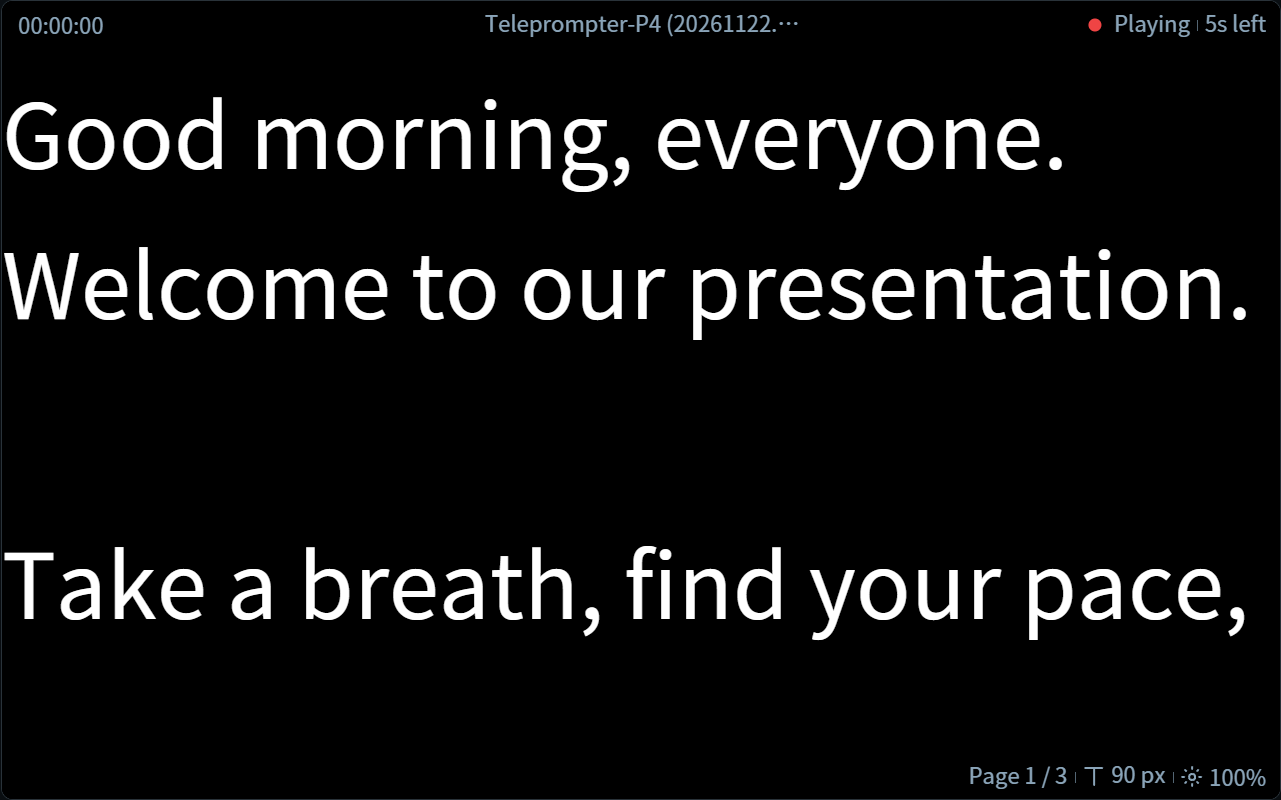 00:00:00 Teleprompter-P4 (20261122.··· Playing 5s left
Good morning, everyone.
Welcome to our presentation.
Take a breath, find your pace,
Page 1 / 3 90 px 100%